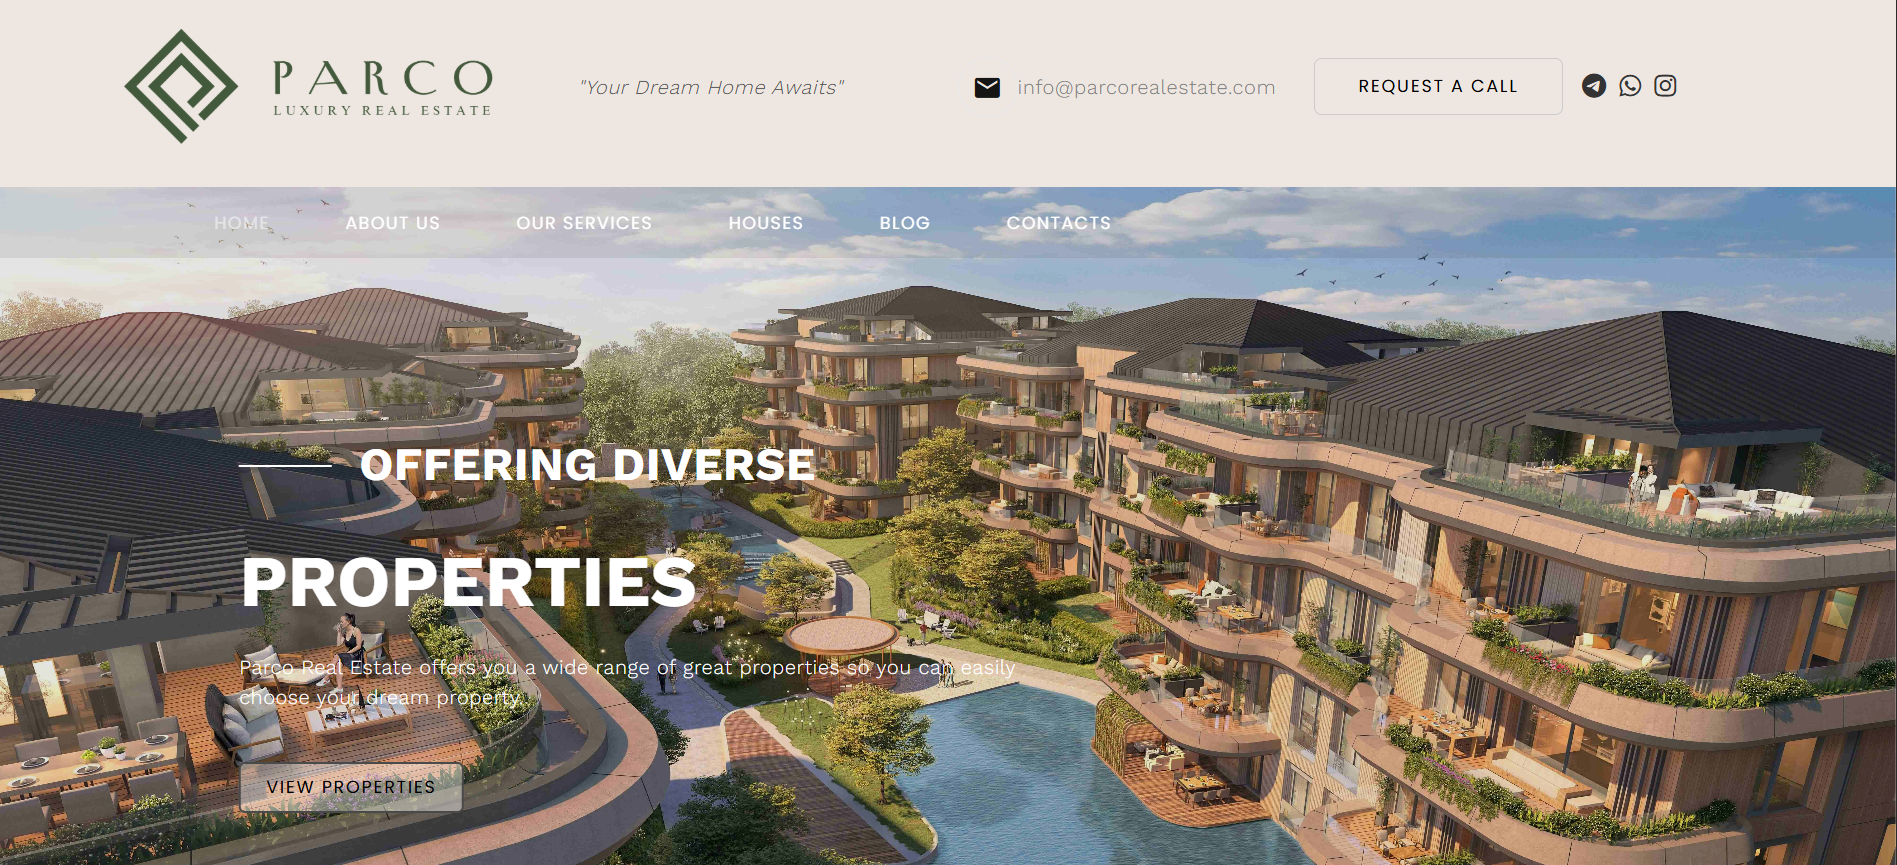 PARCO
LUXURY REAL ESTATE
"Your Dream Home Awaits"
info@parcorealestate.com
REQUEST A CALL
HOME
ABOUT US
OUR SERVICES
HOUSES
BLOG
CONTACTS
OFFERING DIVERSE
PROPERTIES
Parco Real Estate offers you a wide range of great properties so you can easily
choose your dream property.
VIEW PROPERTIES